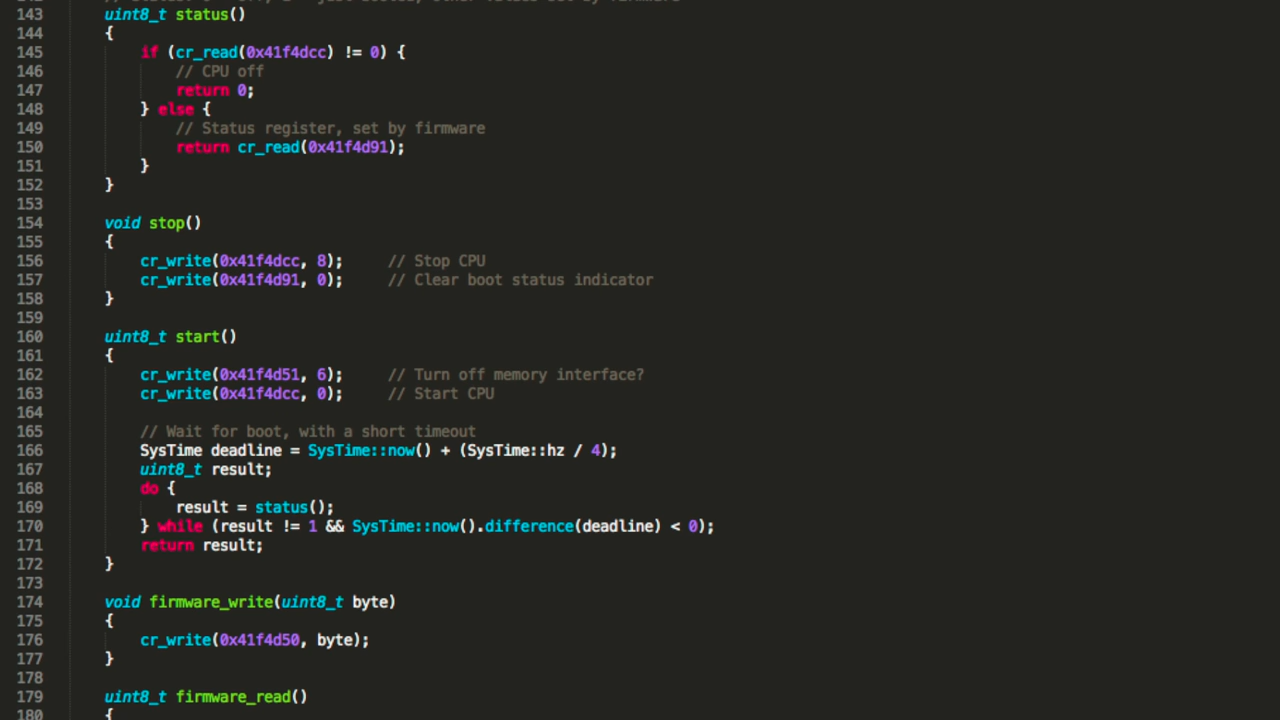 143 uint8_t status()
144 {
145 if (cr_read(0x41f4dcc) != 0) {
146 // CPU off
147 return 0;
148 } else {
149 // Status register, set by firmware
150 return cr_read(0x41f4d91);
151 }
152 }
153
154 void stop()
155 {
156 cr_write(0x41f4dcc, 8); // Stop CPU
157 cr_write(0x41f4d91, 0); // Clear boot status indicator
158 }
159
160 uint8_t start()
161 {
162 cr_write(0x41f4d51, 6); // Turn off memory interface?
163 cr_write(0x41f4dcc, 0); // Start CPU
164
165 // Wait for boot, with a short timeout
166 SysTime deadline = SysTime::now() + (SysTime::hz / 4);
167 uint8_t result;
168 do {
169 result = status();
170 } while (result != 1 && SysTime::now().difference(deadline) < 0);
171 return result;
172 }
173
174 void firmware_write(uint8_t byte)
175 {
176 cr_write(0x41f4d50, byte);
177 }
178
179 uint8_t firmware_read()
180 {